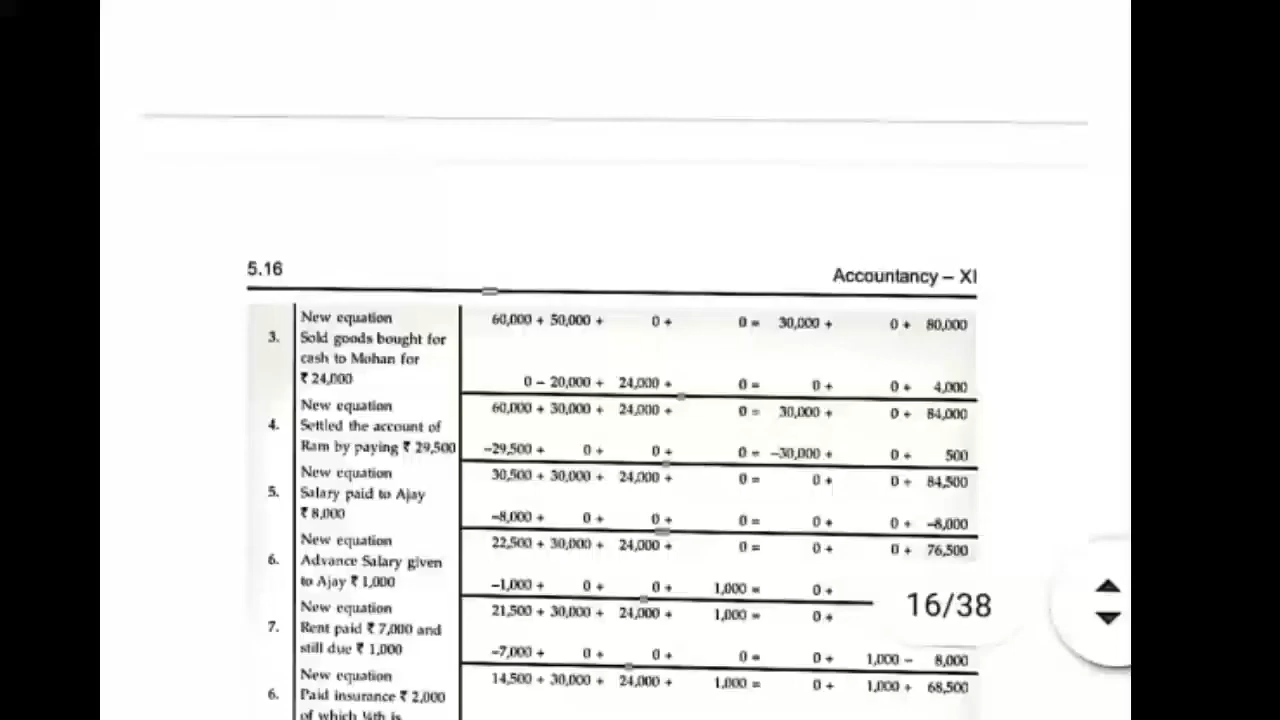 5.16 Accountancy – XI
New equation 60,000 + 50,000 + 0 + 0 = 30,000 + 0 + 80,000
3. Sold goods bought for
cash to Mohan for
₹ 24,000 0 – 20,000 + 24,000 + 0 = 0 + 0 + 4,000
New equation 60,000 + 30,000 + 24,000 + 0 = 30,000 + 0 + 84,000
4. Settled the account of
Ram by paying ₹ 29,500 –29,500 + 0 + 0 + 0 = –30,000 + 0 + 500
New equation 30,500 + 30,000 + 24,000 + 0 = 0 + 0 + 84,500
5. Salary paid to Ajay
₹ 8,000 –8,000 + 0 + 0 + 0 = 0 + 0 + –8,000
New equation 22,500 + 30,000 + 24,000 + 0 = 0 + 0 + 76,500
6. Advance Salary given
to Ajay ₹ 1,000 –1,000 + 0 + 0 + 1,000 = 0 +
16/38
New equation 21,500 + 30,000 + 24,000 + 1,000 = 0 +
7. Rent paid ₹ 7,000 and
still due ₹ 1,000 –7,000 + 0 + 0 + 0 = 0 + 1,000 – 8,000
New equation 14,500 + 30,000 + 24,000 + 1,000 = 0 + 1,000 + 68,500
6. Paid insurance ₹ 2,000
of which ¼th is